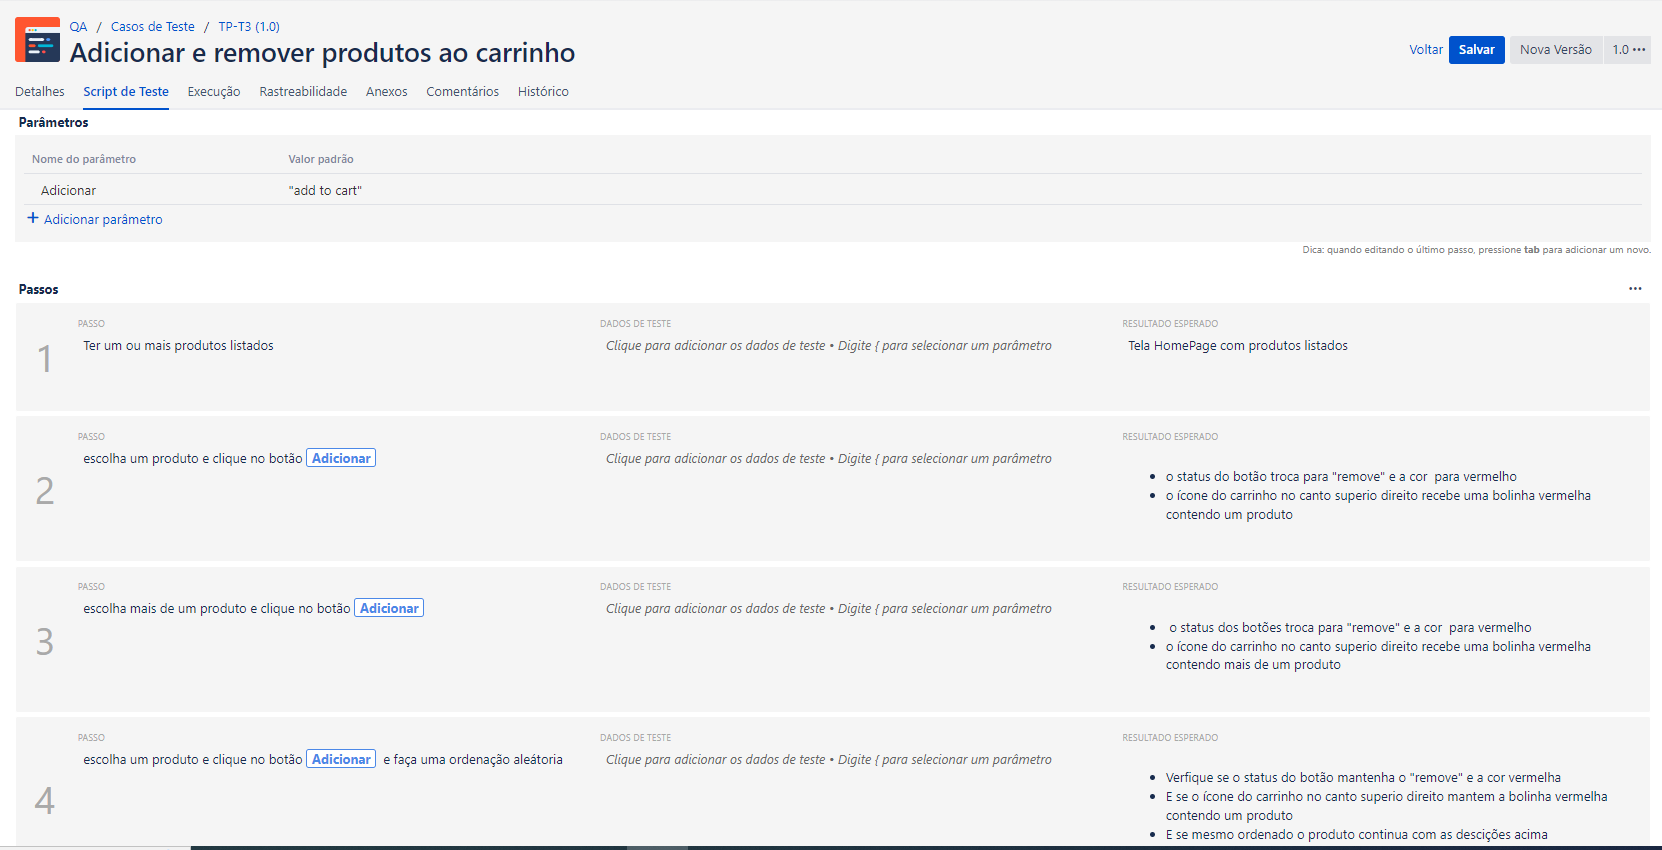 QA / Casos de Teste / TP-T3 (1.0)
Adicionar e remover produtos ao carrinho
Voltar Salvar Nova Versão 1.0 •••
Detalhes Script de Teste Execução Rastreabilidade Anexos Comentários Histórico
Parâmetros
Nome do parâmetro Valor padrão
Adicionar "add to cart"
+ Adicionar parâmetro
Dica: quando editando o último passo, pressione tab para adicionar um novo.
Passos •••
1
PASSO
Ter um ou mais produtos listados
DADOS DE TESTE
Clique para adicionar os dados de teste • Digite { para selecionar um parâmetro
RESULTADO ESPERADO
Tela HomePage com produtos listados
2
PASSO
escolha um produto e clique no botão Adicionar
DADOS DE TESTE
Clique para adicionar os dados de teste • Digite { para selecionar um parâmetro
RESULTADO ESPERADO
• o status do botão troca para "remove" e a cor para vermelho
• o ícone do carrinho no canto superio direito recebe uma bolinha vermelha
contendo um produto
3
PASSO
escolha mais de um produto e clique no botão Adicionar
DADOS DE TESTE
Clique para adicionar os dados de teste • Digite { para selecionar um parâmetro
RESULTADO ESPERADO
• o status dos botões troca para "remove" e a cor para vermelho
• o ícone do carrinho no canto superio direito recebe uma bolinha vermelha
contendo mais de um produto
4
PASSO
escolha um produto e clique no botão Adicionar e faça uma ordenação aleátoria
DADOS DE TESTE
Clique para adicionar os dados de teste • Digite { para selecionar um parâmetro
RESULTADO ESPERADO
• Verfique se o status do botão mantenha o "remove" e a cor vermelha
• E se o ícone do carrinho no canto superio direito mantem a bolinha vermelha
contendo um produto
• E se mesmo ordenado o produto continua com as descições acima